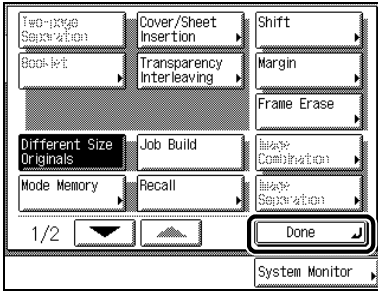 Two-page
Separation
Cover/Sheet
Insertion
Shift
Booklet
Transparency
Interleaving
Margin
Frame Erase
Different Size
Originals
Job Build
Image
Combination
Mode Memory
Recall
Image
Separation
1/2
Done
System Monitor